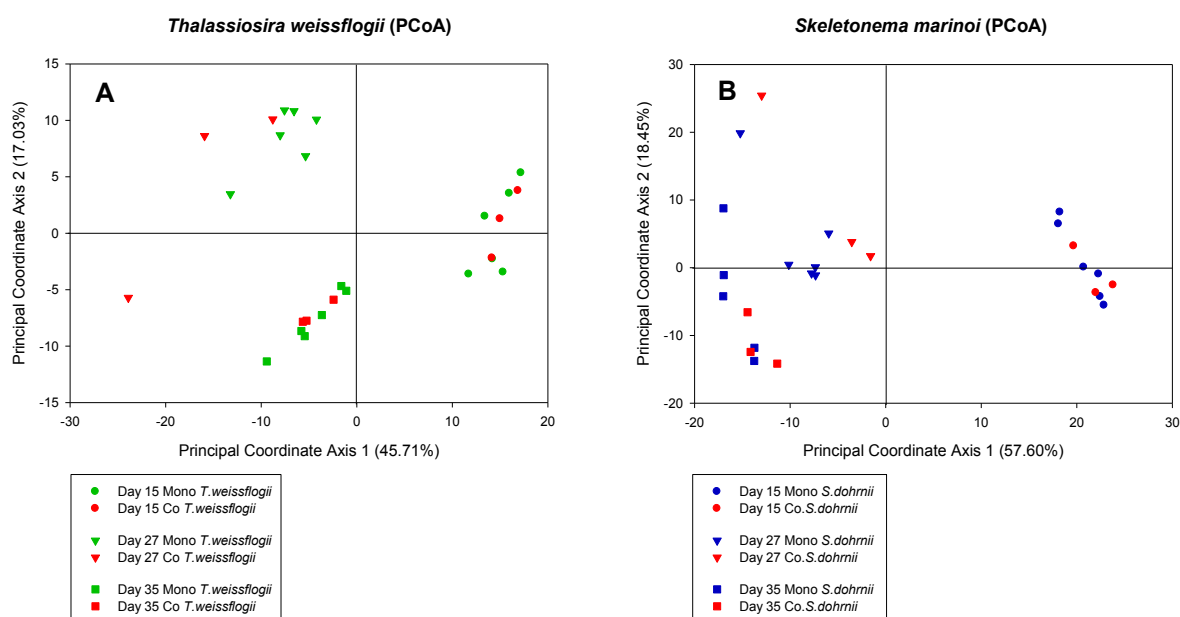 Thalassiosira weissflogii (PCoA)
A
15
10
5
0
-5
-10
-15
-30
-20
-10
0
10
20
Principal Coordinate Axis 2 (17.03%)
Principal Coordinate Axis 1 (45.71%)
Day 15 Mono T.weissflogii
Day 15 Co T.weissflogii
Day 27 Mono T.weissflogii
Day 27 Co T.weissflogii
Day 35 Mono T.weissflogii
Day 35 Co T.weissflogii
Skeletonema marinoi (PCoA)
B
30
20
10
0
-10
-20
-20
-10
0
10
20
30
Principal Coordinate Axis 2 (18.45%)
Principal Coordinate Axis 1 (57.60%)
Day 15 Mono S.dohrnii
Day 15 Co.S.dohrnii
Day 27 Mono S.dohrnii
Day 27 Co.S.dohrnii
Day 35 Mono S.dohrnii
Day 35 Co.S.dohrnii